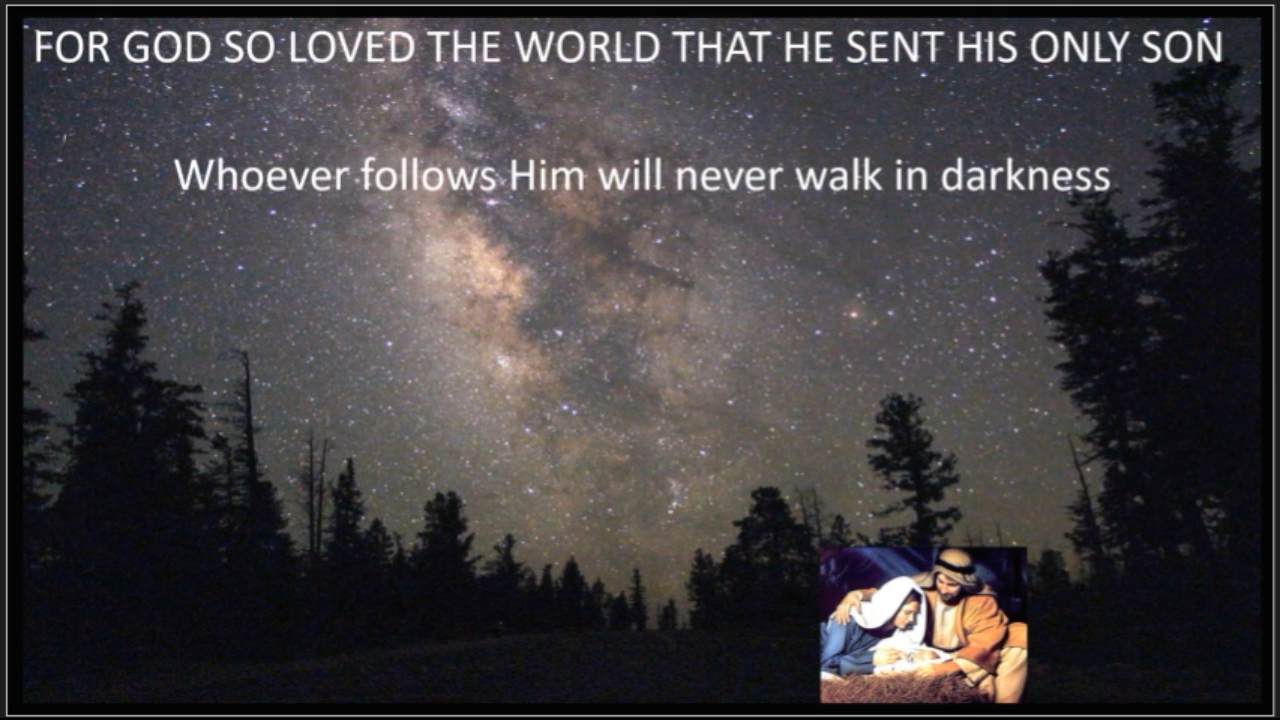 FOR GOD SO LOVED THE WORLD THAT HE SENT HIS ONLY SON
Whoever follows Him will never walk in darkness